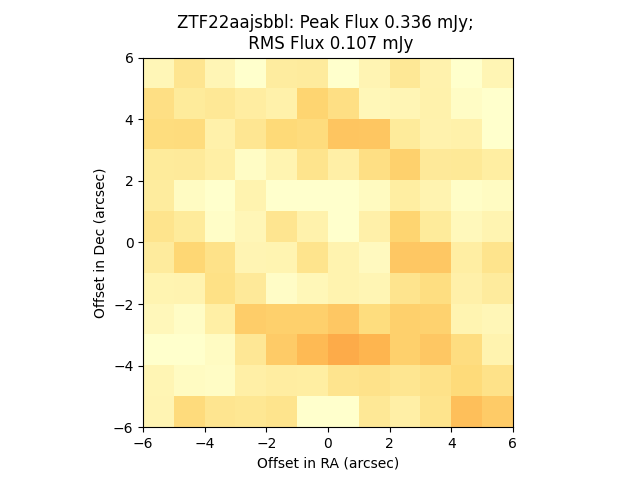 ZTF22aajsbbl: Peak Flux 0.336 mJy;
RMS Flux 0.107 mJy
6
4
2
0
−2
−4
−6
Offset in Dec (arcsec)
−6 −4 −2 0 2 4 6
Offset in RA (arcsec)